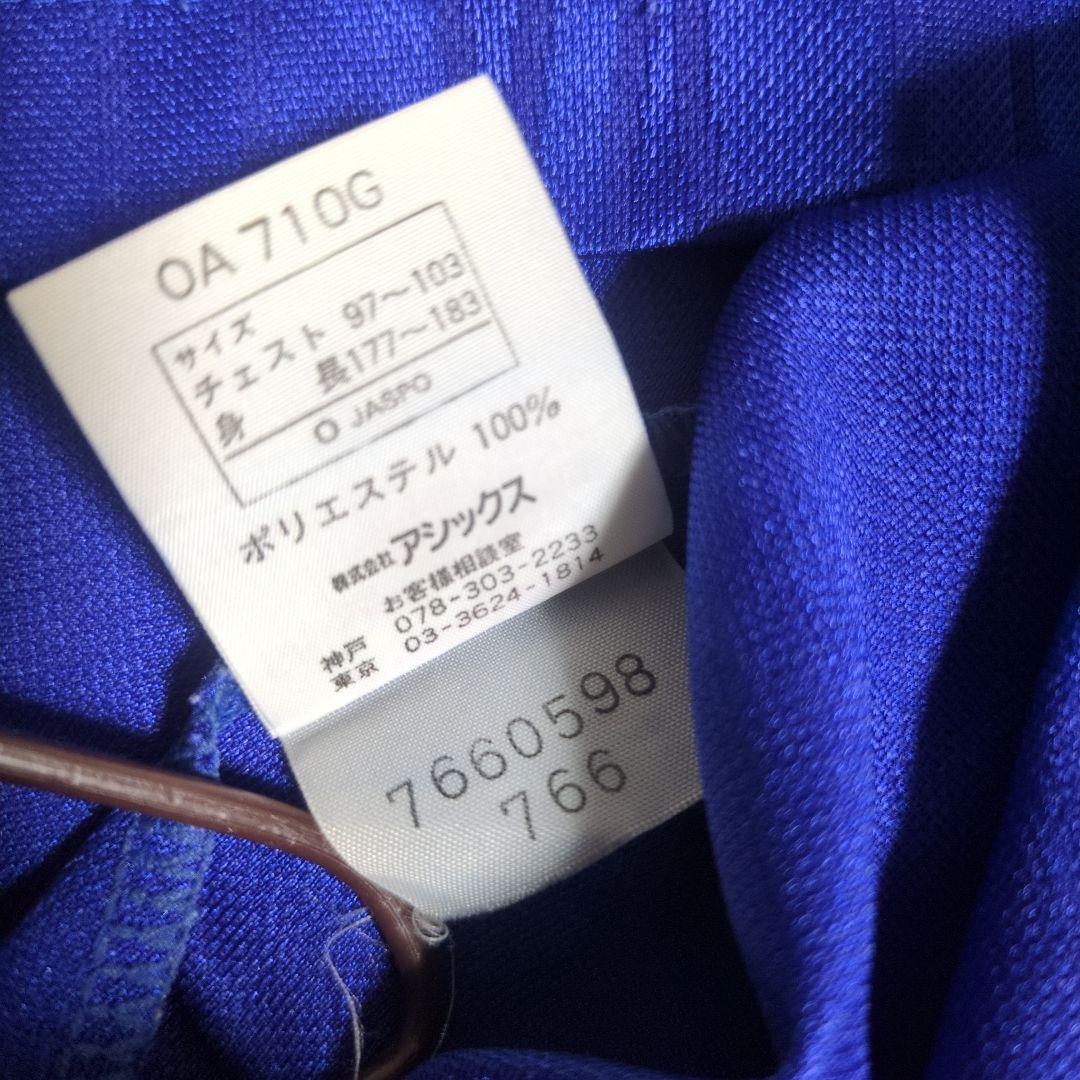 OA710G
サイズ
チェスト 97〜103
身長177〜183
O JASPO
ポリエステル 100%
株式会社 アシックス
お客様相談室
神戸 078-303-2233
東京 03-3624-1814
7660598
766